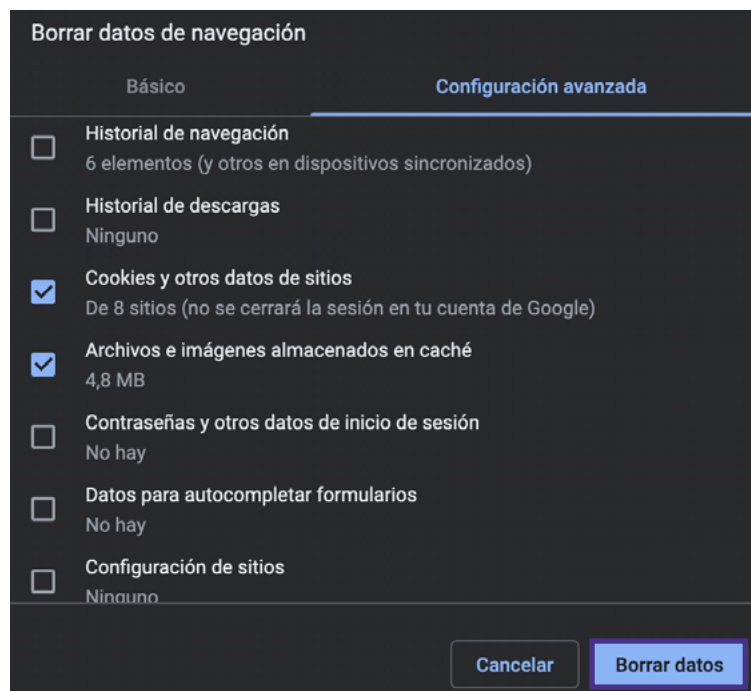 Borrar datos de navegación
Básico
Configuración avanzada
Historial de navegación
6 elementos (y otros en dispositivos sincronizados)
Historial de descargas
Ninguno
Cookies y otros datos de sitios
De 8 sitios (no se cerrará la sesión en tu cuenta de Google)
Archivos e imágenes almacenados en caché
4,8 MB
Contraseñas y otros datos de inicio de sesión
No hay
Datos para autocompletar formularios
No hay
Configuración de sitios
Ninguno
Cancelar
Borrar datos